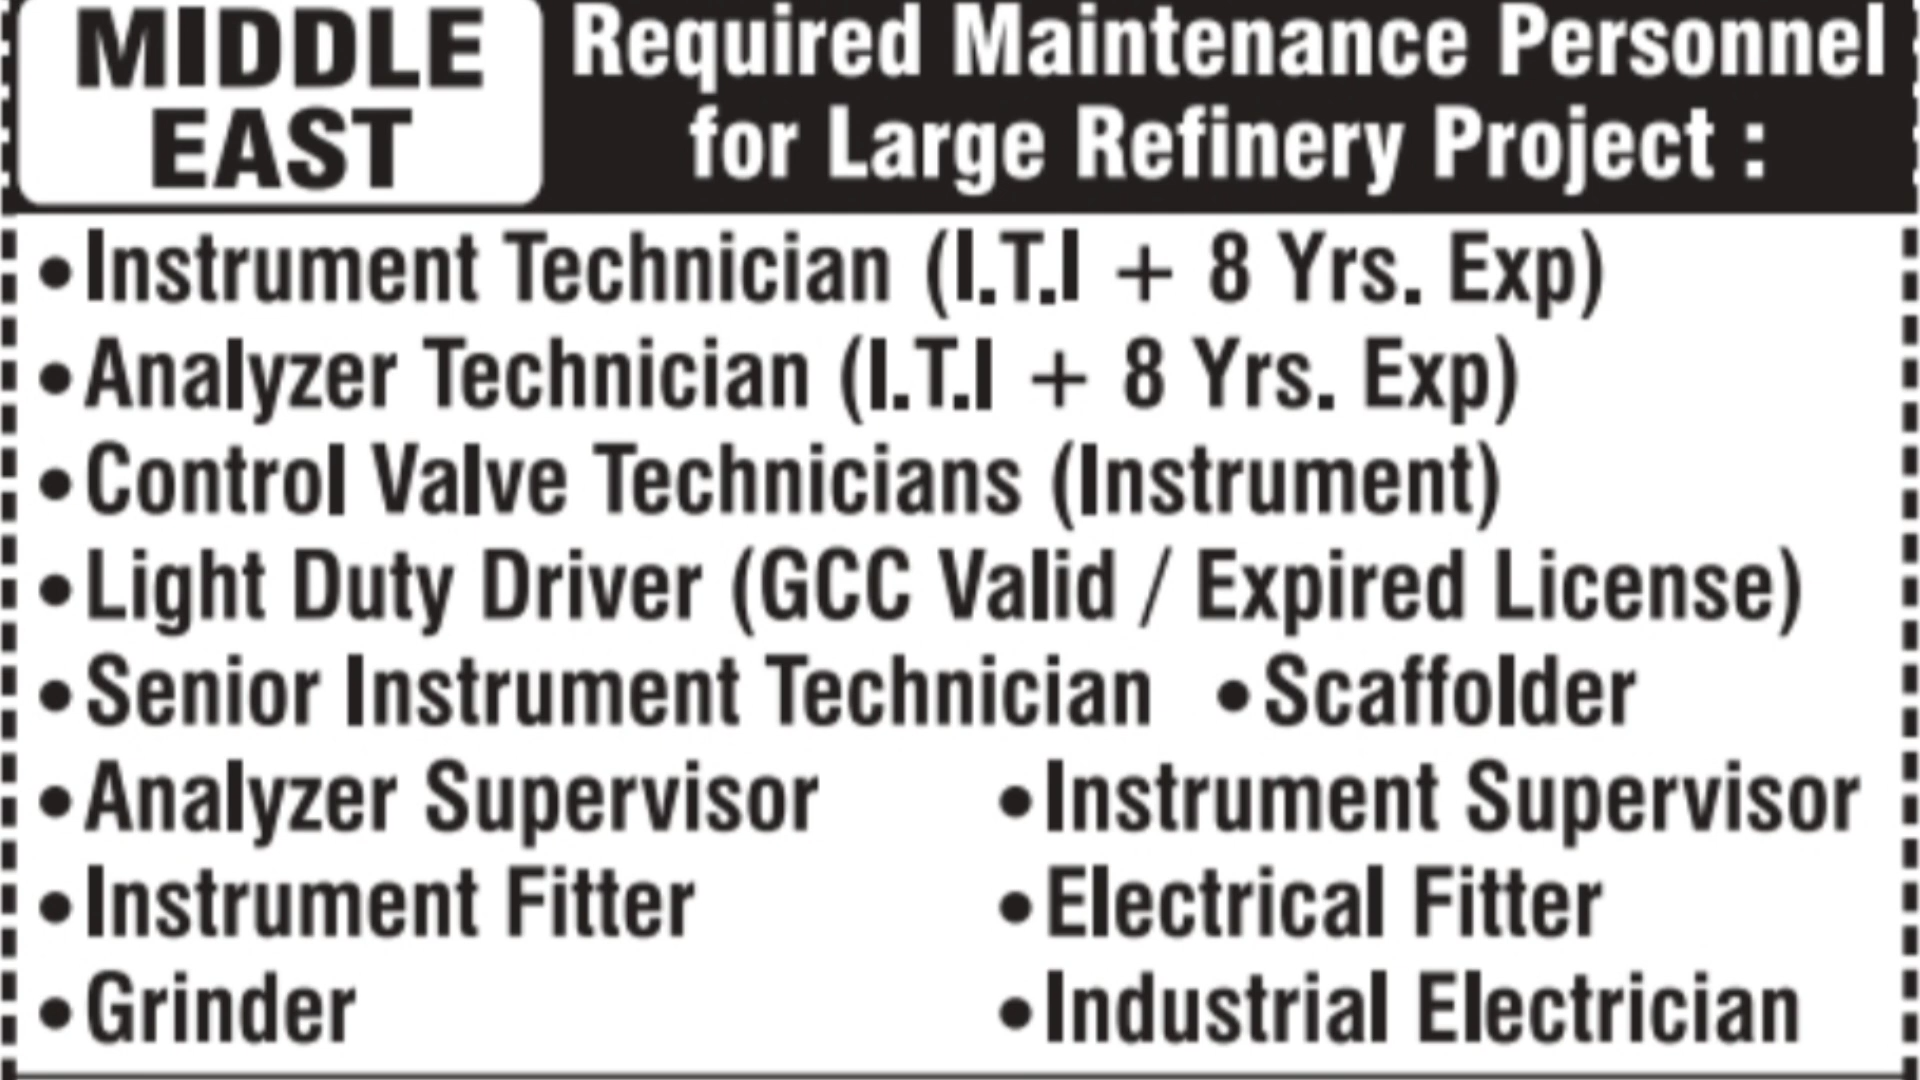 MIDDLE
EAST
Required Maintenance Personnel
for Large Refinery Project :
•Instrument Technician (I.T.I + 8 Yrs. Exp)
•Analyzer Technician (I.T.I + 8 Yrs. Exp)
•Control Valve Technicians (Instrument)
•Light Duty Driver (GCC Valid / Expired License)
•Senior Instrument Technician •Scaffolder
•Analyzer Supervisor •Instrument Supervisor
•Instrument Fitter •Electrical Fitter
•Grinder •Industrial Electrician